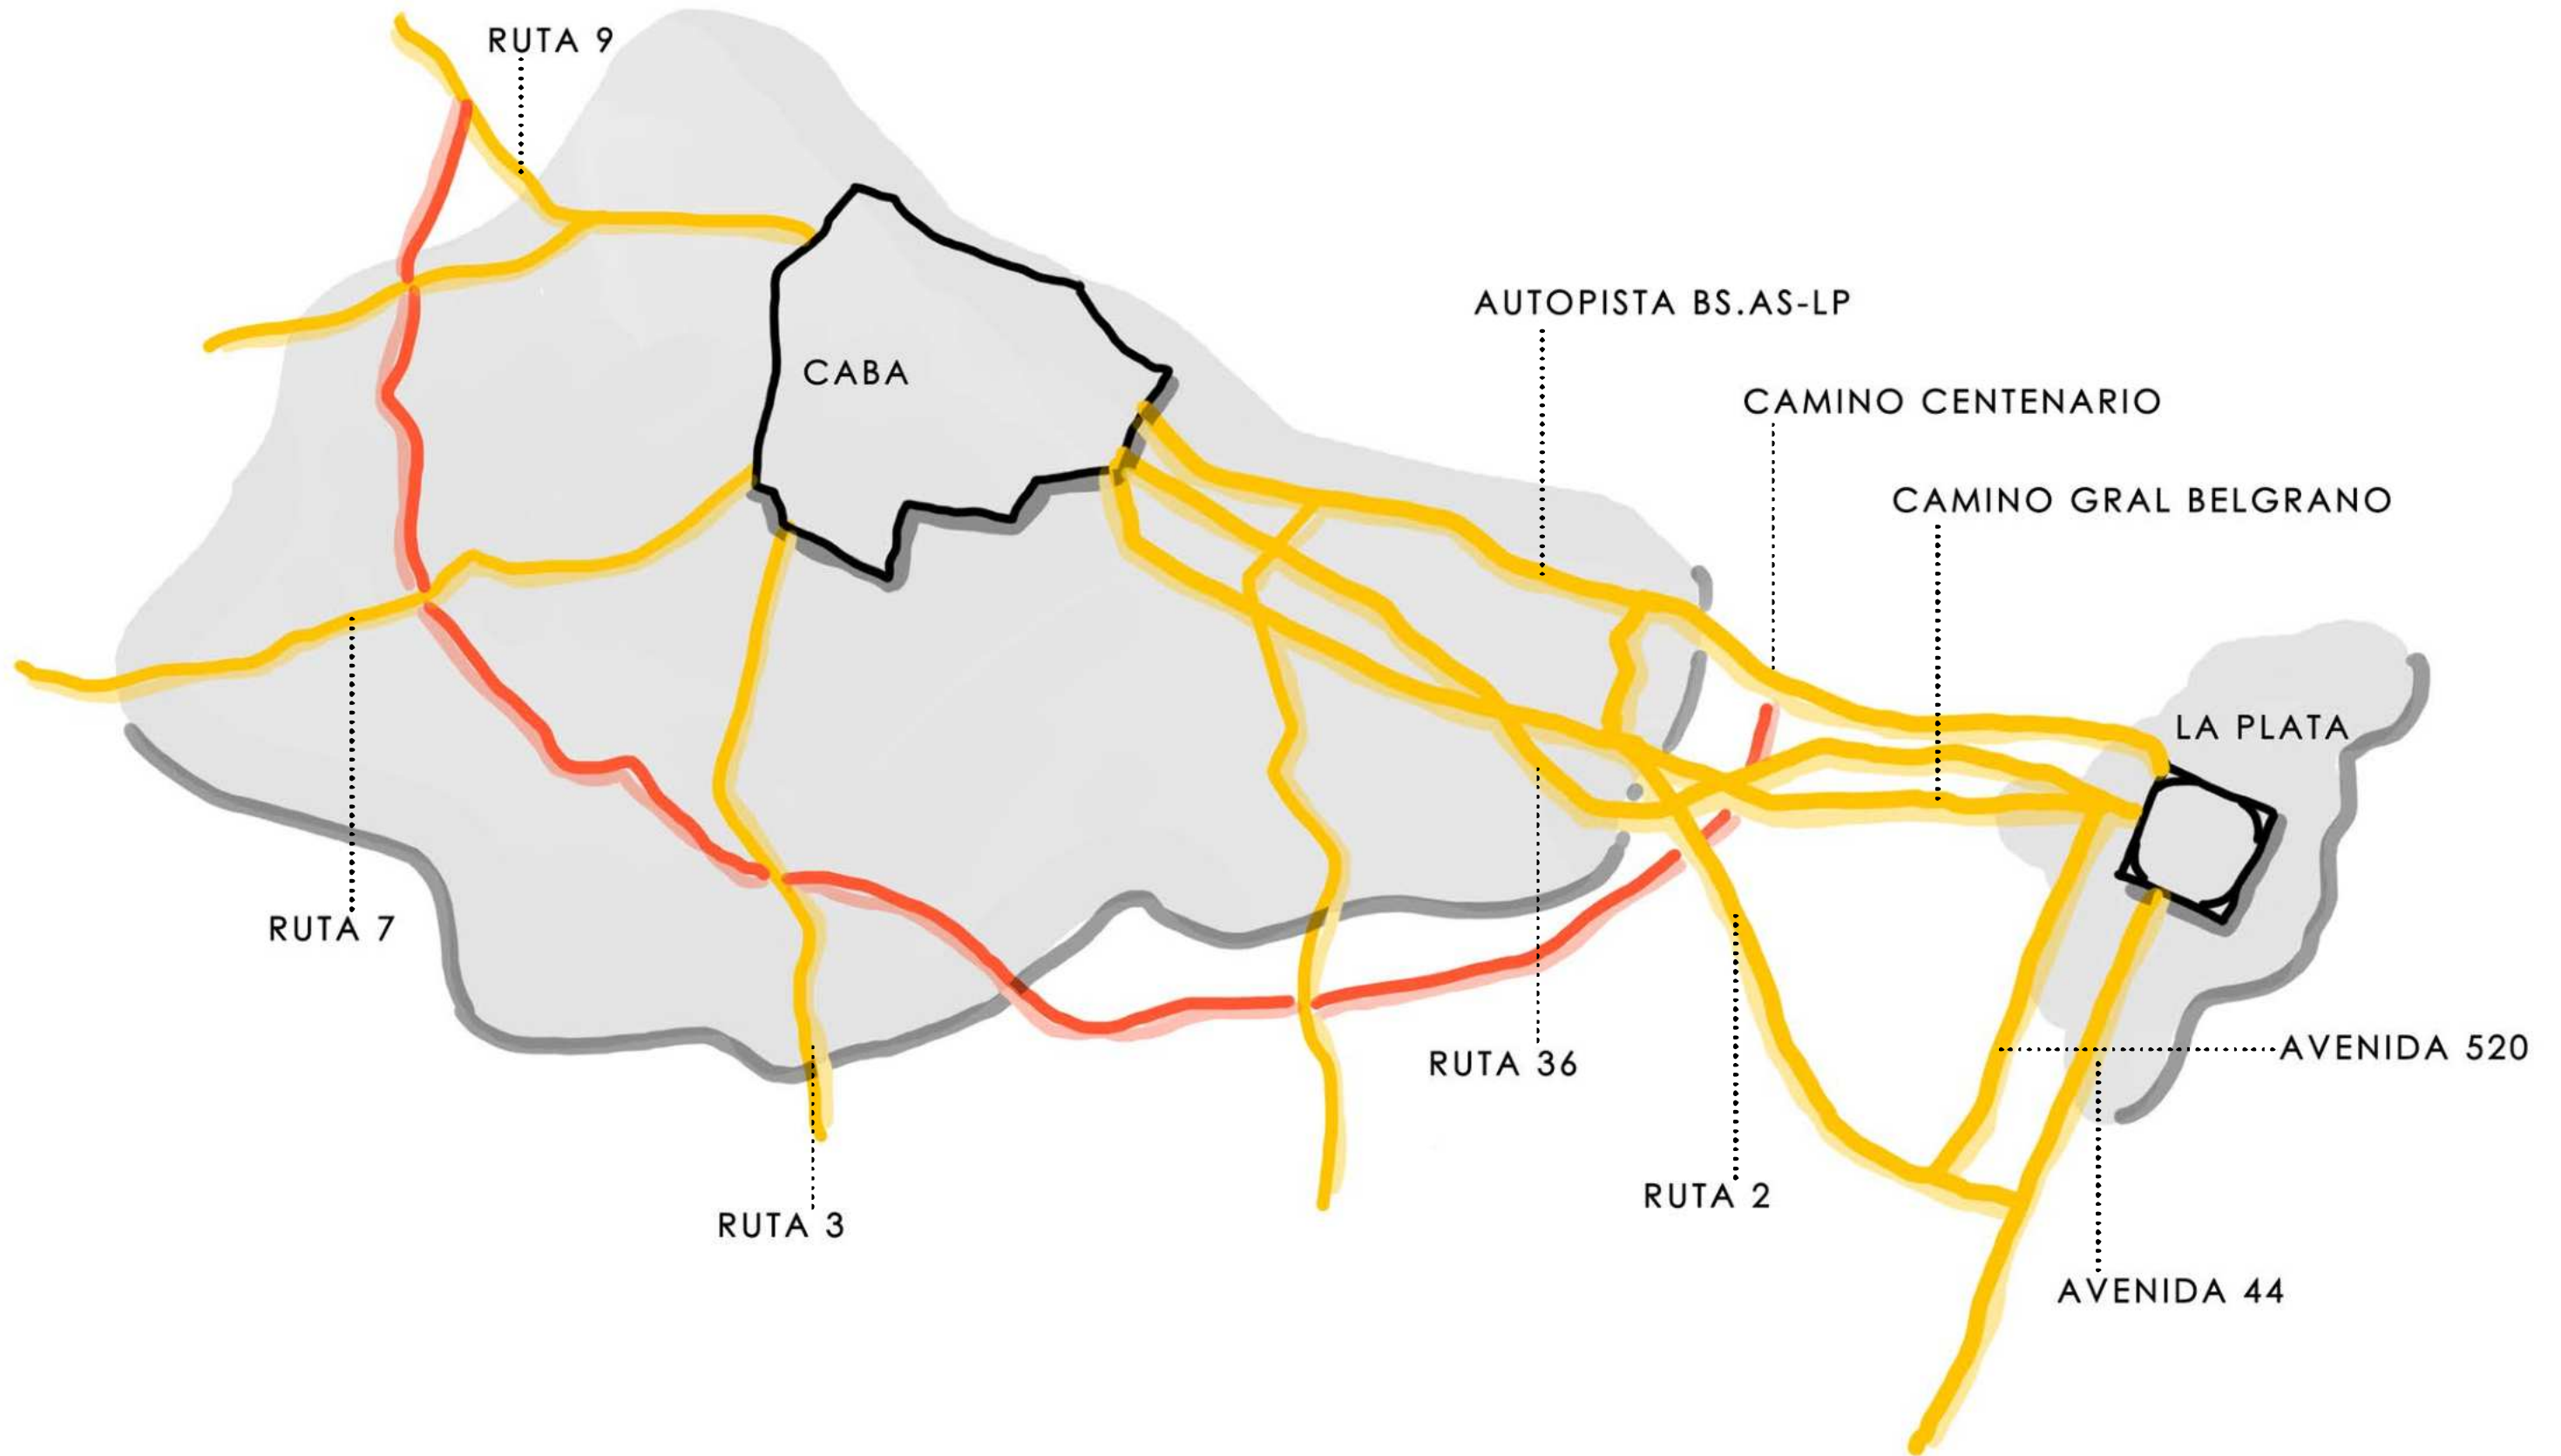 RUTA 9
AUTOPISTA BS.AS-LP
CABA
CAMINO CENTENARIO
CAMINO GRAL BELGRANO
LA PLATA
RUTA 7
RUTA 36
AVENIDA 520
RUTA 2
RUTA 3
AVENIDA 44